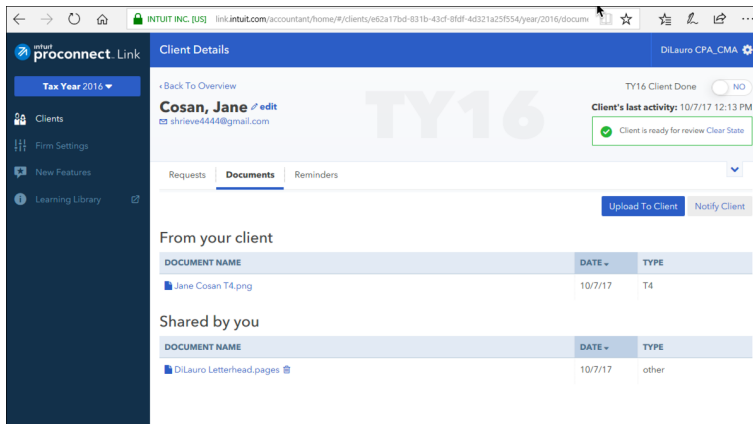 INTUIT INC. [US] link.intuit.com/accountant/home/#/clients/e62a17bd-831b-43cf-8fdf-4d321a25f554/year/2016/docume
intuit
proconnect™ Link
Client Details
DiLauro CPA_CMA
Tax Year 2016
Clients
Firm Settings
New Features
Learning Library
‹ Back To Overview
Cosan, Jane edit
shrieve4444@gmail.com
TY16
TY16 Client Done NO
Client's last activity: 10/7/17 12:13 PM
Client is ready for review Clear State
Requests Documents Reminders
Upload To Client Notify Client
From your client
DOCUMENT NAME DATE TYPE
Jane Cosan T4.png 10/7/17 T4
Shared by you
DOCUMENT NAME DATE TYPE
DiLauro Letterhead.pages 10/7/17 other